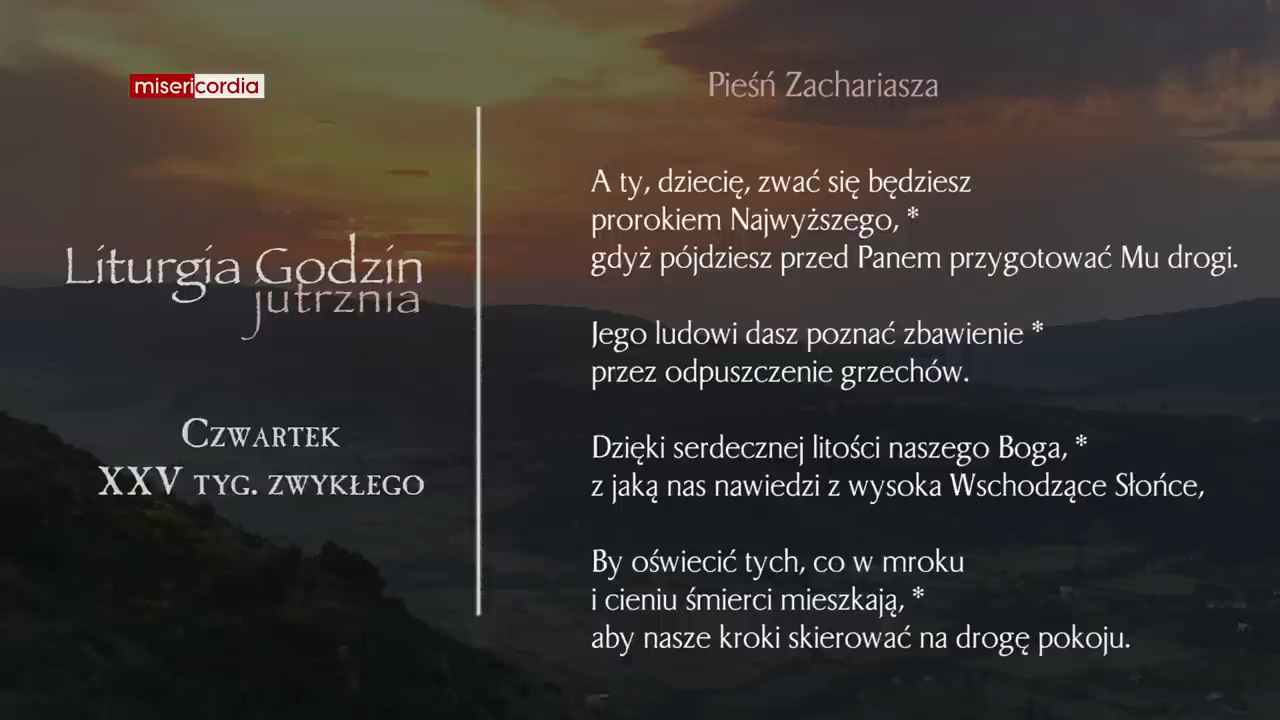 misericordia
Liturgia Godzin
jutrznia
Czwartek
XXV tyg. zwykłego
Pieśń Zachariasza
A ty, dziecię, zwać się będziesz
prorokiem Najwyższego, *
gdyż pójdziesz przed Panem przygotować Mu drogi.
Jego ludowi dasz poznać zbawienie *
przez odpuszczenie grzechów.
Dzięki serdecznej litości naszego Boga, *
z jaką nas nawiedzi z wysoka Wschodzące Słońce,
By oświecić tych, co w mroku
i cieniu śmierci mieszkają, *
aby nasze kroki skierować na drogę pokoju.